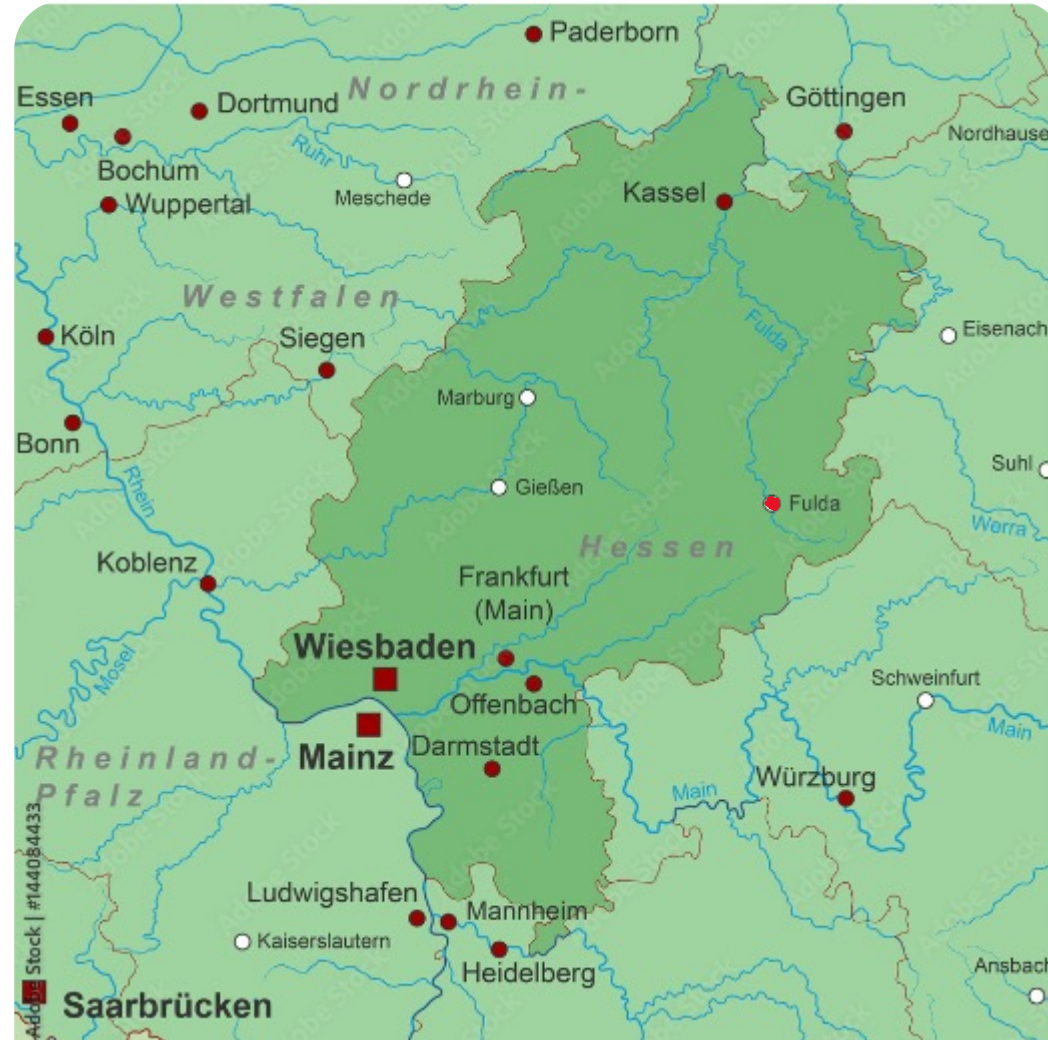 Paderborn
Nordrhein-
Essen
Dortmund
Göttingen
Nordhause
Bochum
Ruhr
Meschede
Kassel
Wuppertal
Westfalen
Köln
Siegen
Fulda
Eisenach
Marburg
Bonn
Rhein
Gießen
Suhl
Fulda
Werra
Hessen
Koblenz
Frankfurt
(Main)
Mosel
Wiesbaden
Schweinfurt
Offenbach
Main
Mainz
Darmstadt
Rheinland-
Pfalz
Würzburg
Main
Ludwigshafen
Mannheim
Kaiserslautern
Heidelberg
Ansbach
Saarbrücken
Adobe Stock | #144084433